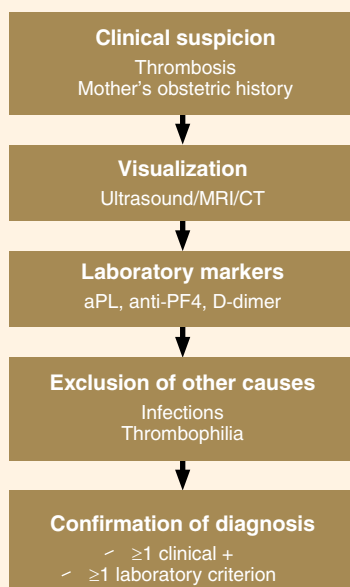 Clinical suspicion
Thrombosis
Mother's obstetric history
Visualization
Ultrasound/MRI/CT
Laboratory markers
aPL, anti-PF4, D-dimer
Exclusion of other causes
Infections
Thrombophilia
Confirmation of diagnosis
≥1 clinical +
≥1 laboratory criterion